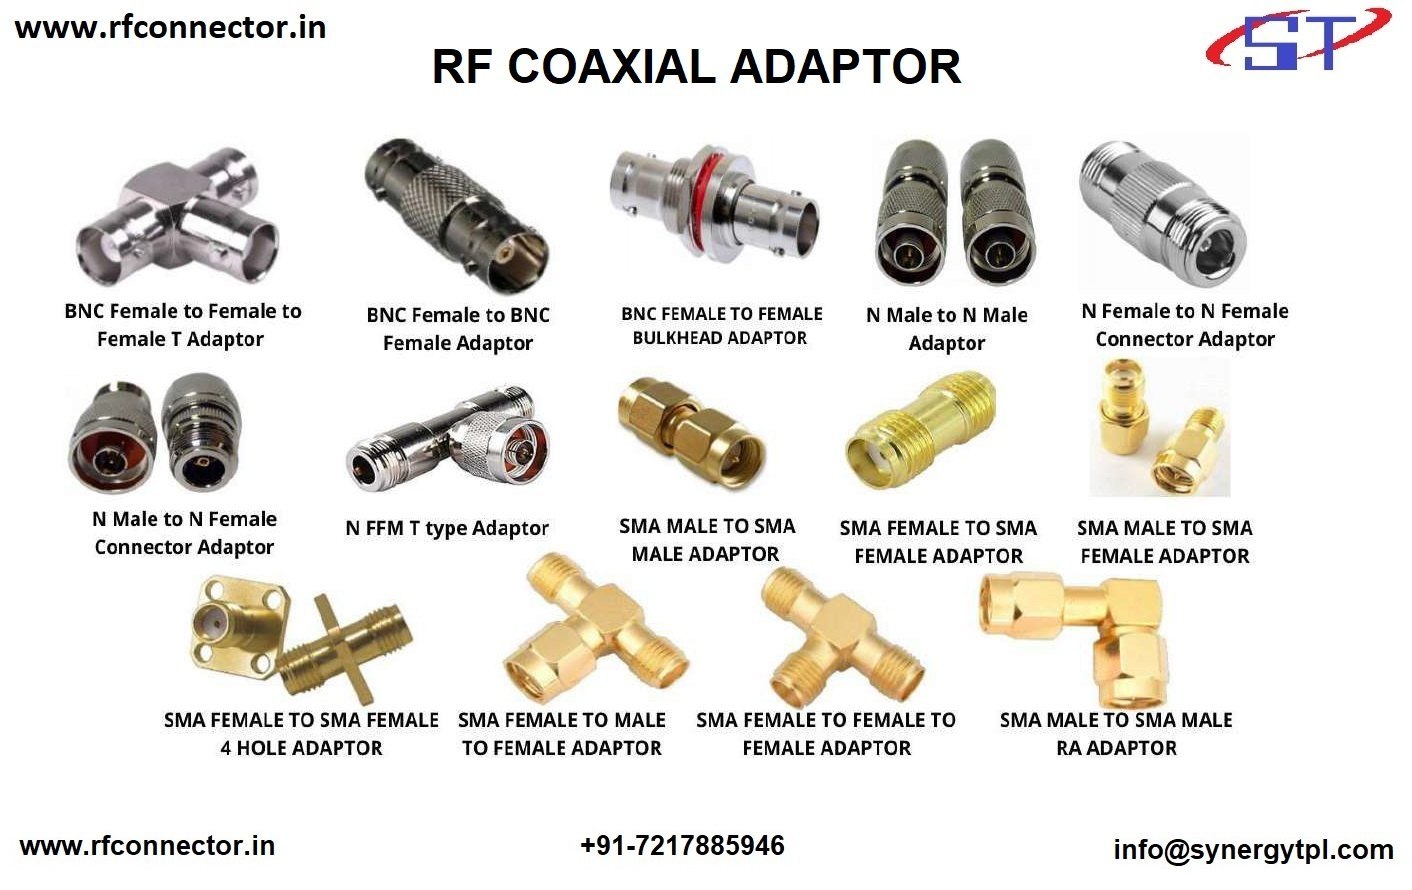 www.rfconnector.in
ST
RF COAXIAL ADAPTOR
BNC Female to Female to
Female T Adaptor
BNC Female to BNC
Female Adaptor
BNC FEMALE TO FEMALE
BULKHEAD ADAPTOR
N Male to N Male
Adaptor
N Female to N Female
Connector Adaptor
N Male to N Female
Connector Adaptor
N FFM T type Adaptor
SMA MALE TO SMA
MALE ADAPTOR
SMA FEMALE TO SMA
FEMALE ADAPTOR
SMA MALE TO SMA
FEMALE ADAPTOR
SMA FEMALE TO SMA FEMALE
4 HOLE ADAPTOR
SMA FEMALE TO MALE
TO FEMALE ADAPTOR
SMA FEMALE TO FEMALE TO
FEMALE ADAPTOR
SMA MALE TO SMA MALE
RA ADAPTOR
www.rfconnector.in
+91-7217885946
info@synergytpl.com